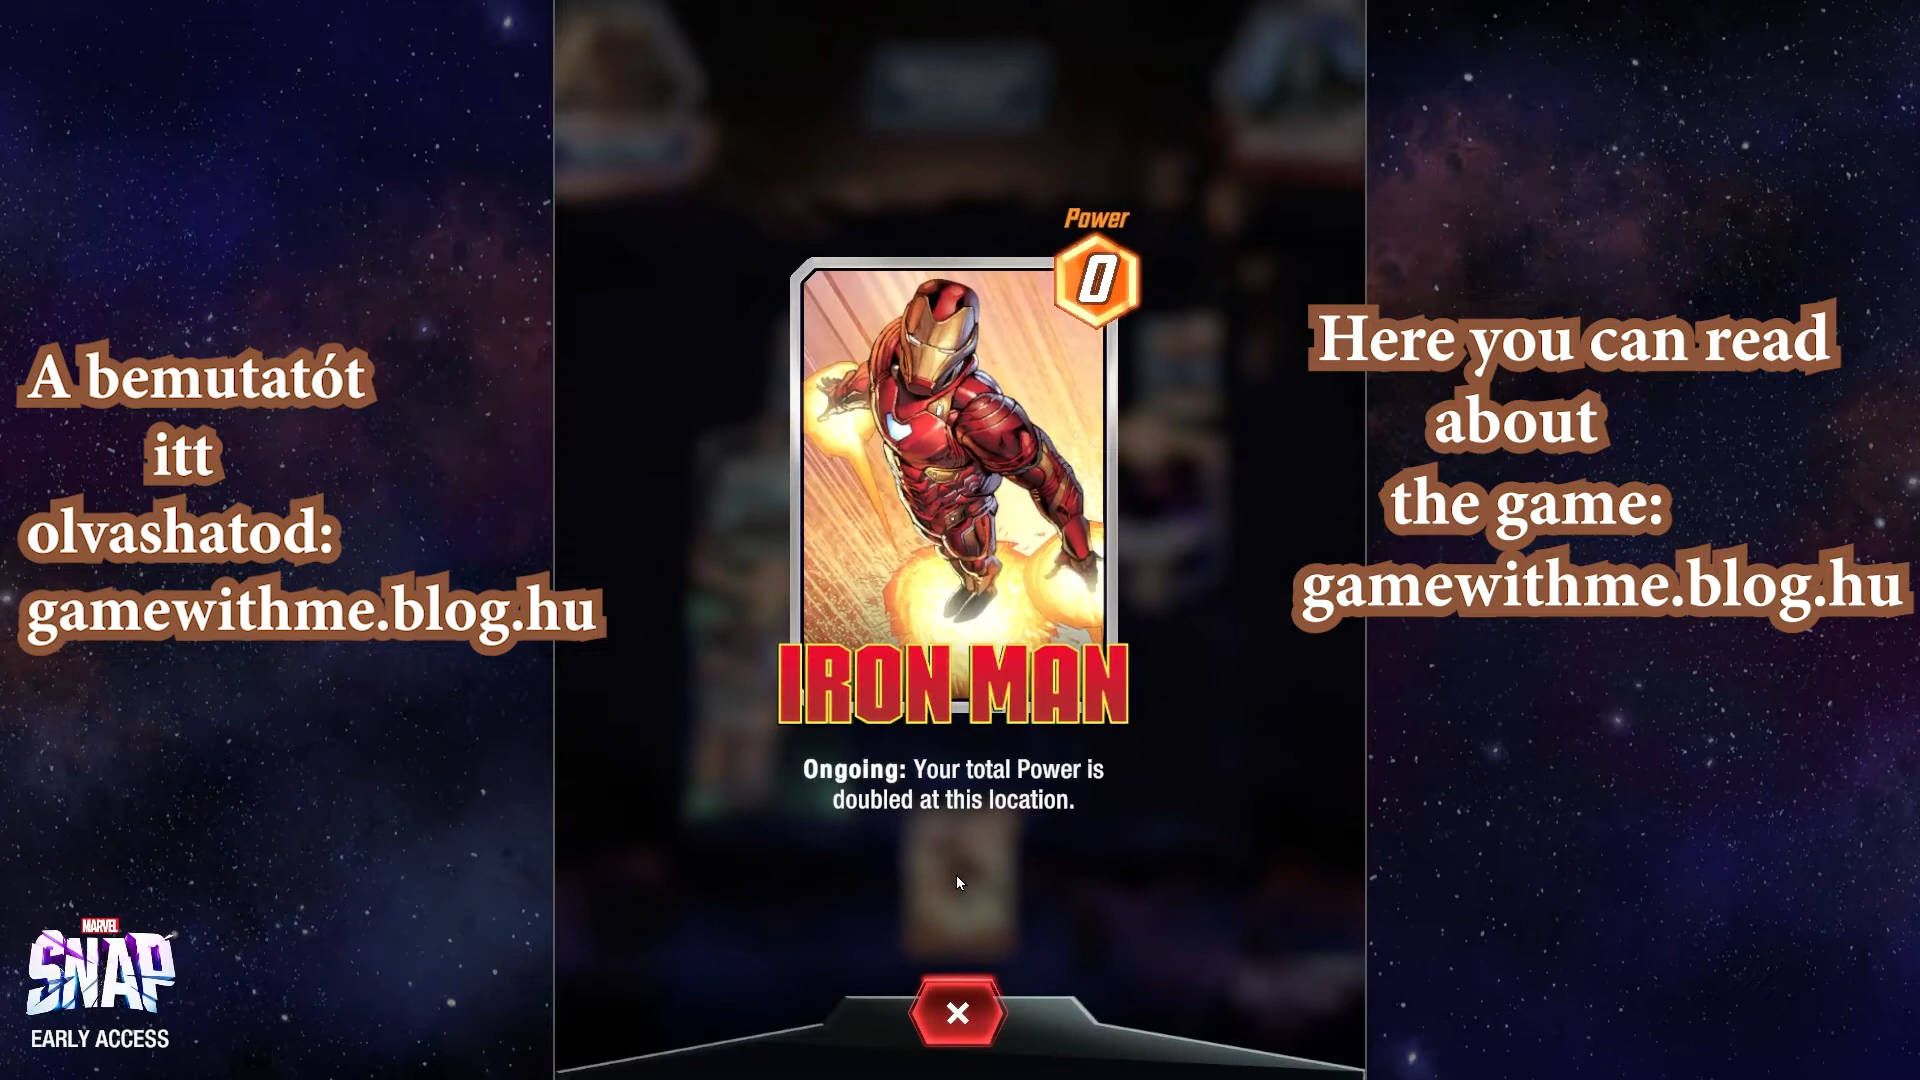 A bemutatót
itt
olvashatod:
gamewithme.blog.hu
Power
0
IRON MAN
Ongoing: Your total Power is
doubled at this location.
Here you can read
about
the game:
gamewithme.blog.hu
MARVEL
SNAP
EARLY ACCESS